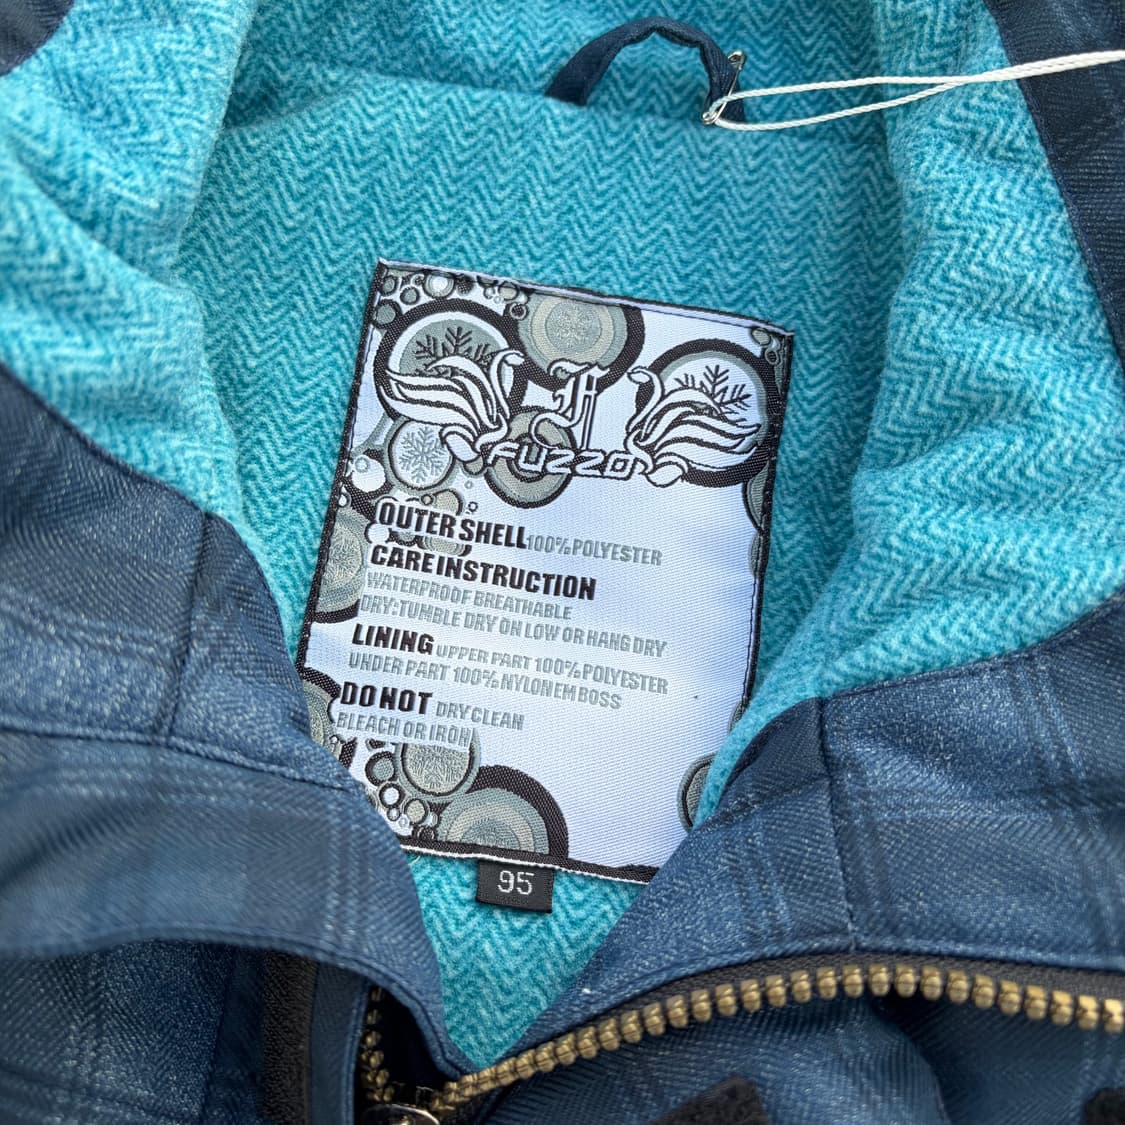 FUZZO
OUTER SHELL 100% POLYESTER
CARE INSTRUCTION
WATERPROOF BREATHABLE
DRY:TUMBLE DRY ON LOW OR HANG DRY
LINING UPPER PART 100% POLYESTER
UNDER PART 100% NYLON EMBOSS
DO NOT DRY CLEAN
BLEACH OR IRON
95